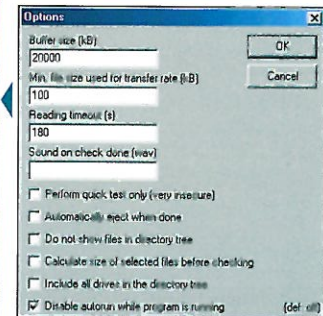 Options
Buffer size (kB)
20000
OK
Min. file size used for transfer rate (kB)
Cancel
100
Reading timeout (s)
180
Sound on check done (wav)
Perform quick test only (very insecure)
Automatically eject when done
Do not show files in directory tree
Calculate size of selected files before checking
Include all drives in the directory tree
Disable autorun while program is running (def: off)